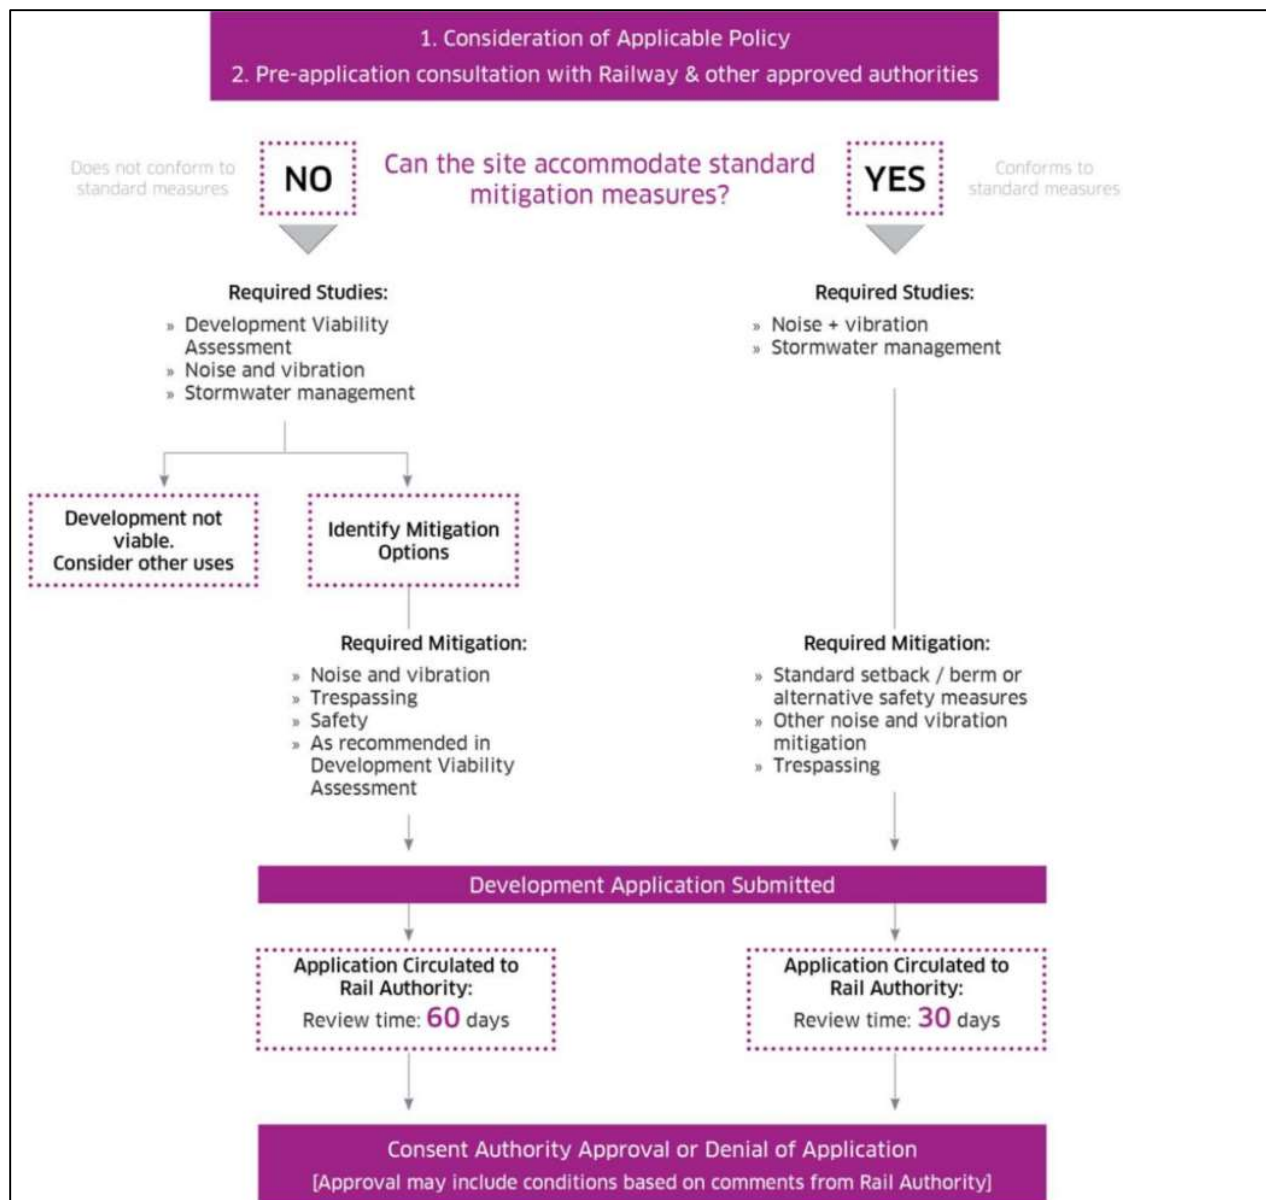 1. Consideration of Applicable Policy
2. Pre-application consultation with Railway & other approved authorities
Does not conform to
standard measures
NO
Can the site accommodate standard
mitigation measures?
YES
Conforms to
standard measures
Required Studies:
» Development Viability
Assessment
» Noise and vibration
» Stormwater management
Required Studies:
» Noise + vibration
» Stormwater management
Development not
viable.
Consider other uses
Identify Mitigation
Options
Required Mitigation:
» Noise and vibration
» Trespassing
» Safety
» As recommended in
Development Viability
Assessment
Required Mitigation:
» Standard setback / berm or
alternative safety measures
» Other noise and vibration
mitigation
» Trespassing
Development Application Submitted
Application Circulated to
Rail Authority:
Review time: 60 days
Application Circulated to
Rail Authority:
Review time: 30 days
Consent Authority Approval or Denial of Application
[Approval may include conditions based on comments from Rail Authority]